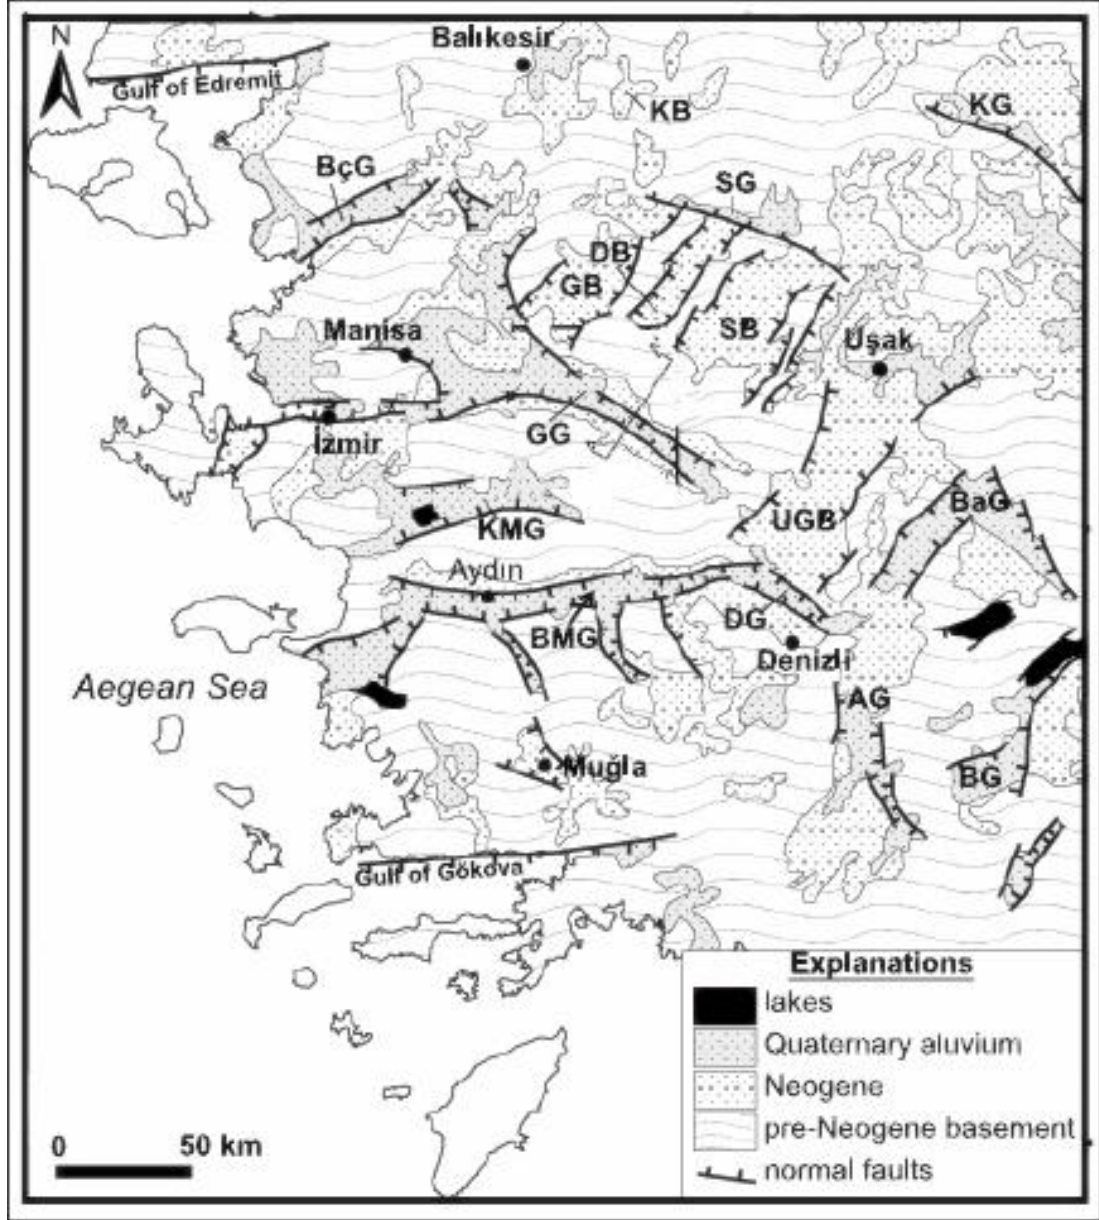 N
Balıkesir
Gulf of Edremit
KB
KG
BçG
SG
DB
GB
Manisa
SB
Uşak
GG
İzmir
BaG
UGB
KMG
Aydın
DG
BMG
Denizli
Aegean Sea
AG
Muğla
BG
Gulf of Gökova
Explanations
lakes
Quaternary aluvium
Neogene
pre-Neogene basement
normal faults
0 50 km